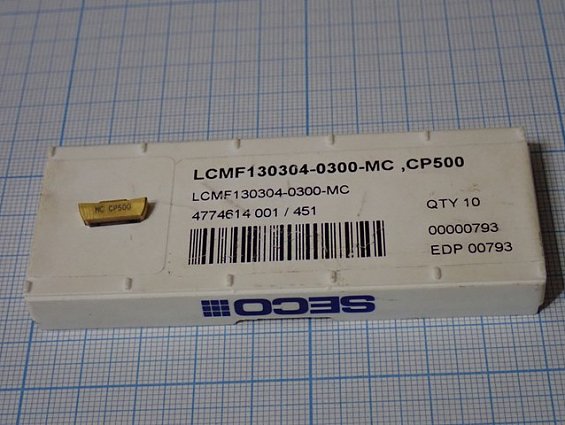 LCMF130304-0300-MC ,CP500
LCMF130304-0300-MC
4774614 001 / 451
QTY 10
00000793
EDP 00793
MC CP500
SECO